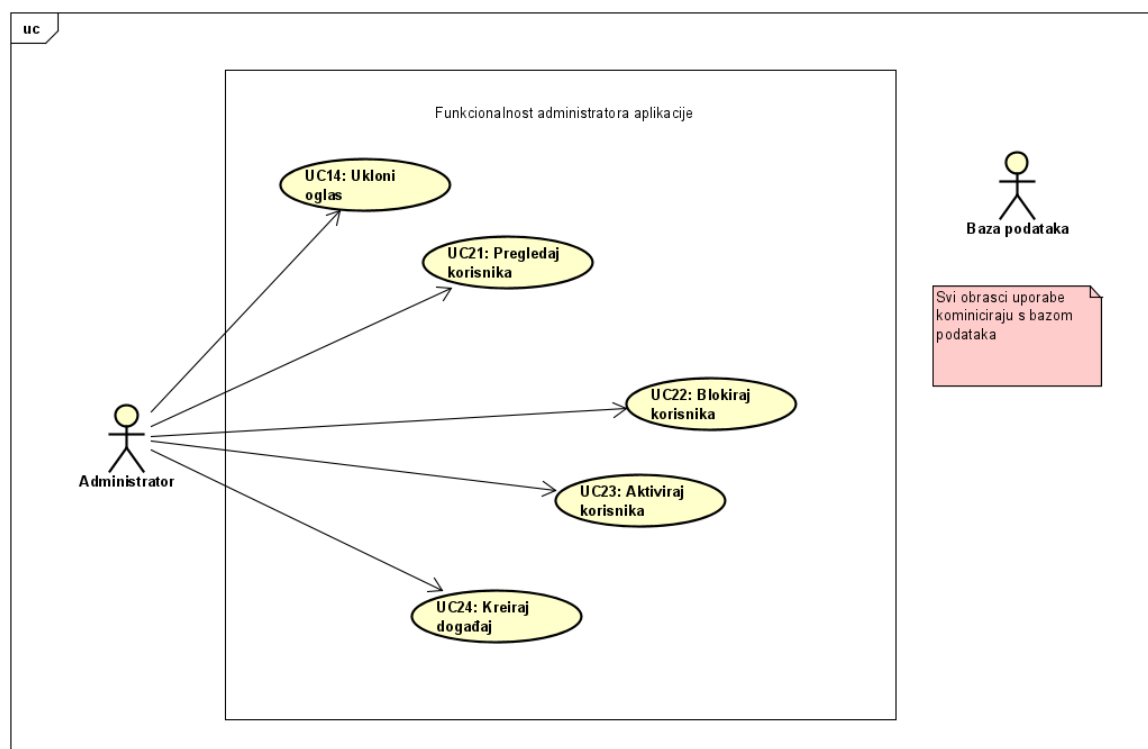 uc
Funkcionalnost administratora aplikacije
UC14: Ukloni
oglas
UC21: Pregledaj
korisnika
Baza podataka
Svi obrasci uporabe
kominiciraju s bazom
podataka
UC22: Blokiraj
korisnika
Administrator
UC23: Aktiviraj
korisnika
UC24: Kreiraj
događaj